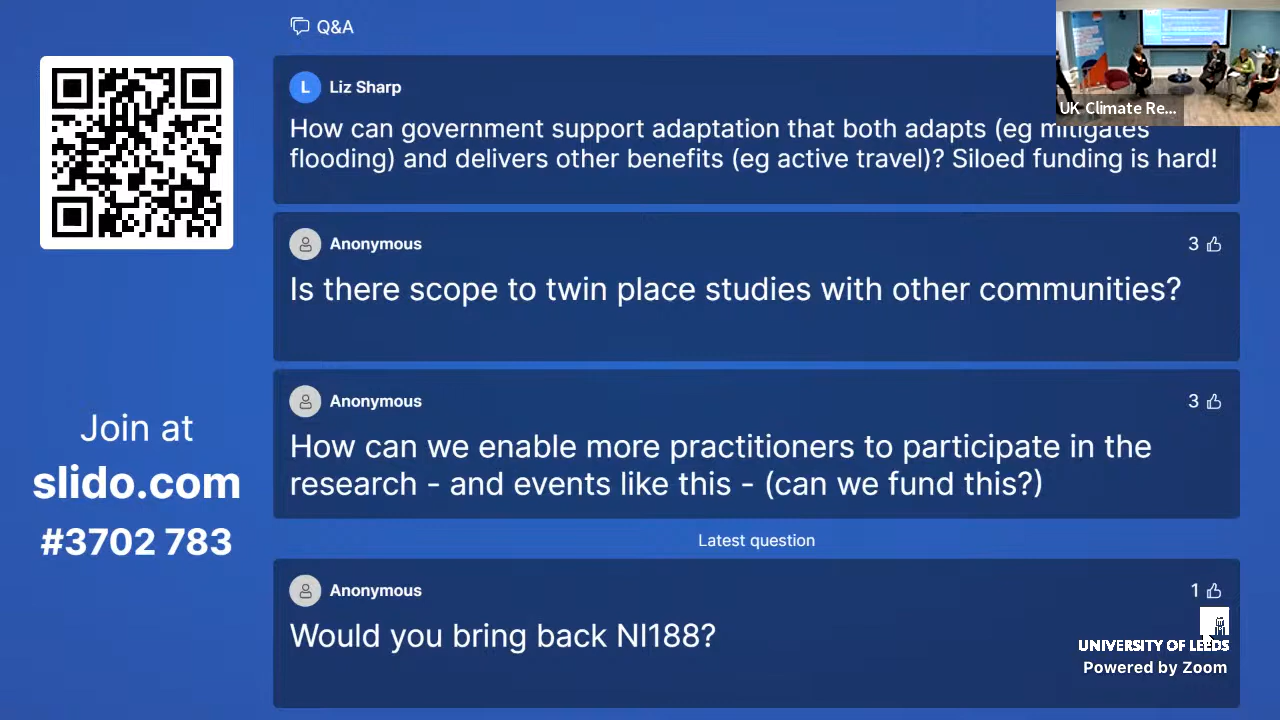 Q&A
L Liz Sharp
How can government support adaptation that both adapts (eg mitigates
flooding) and delivers other benefits (eg active travel)? Siloed funding is hard!
Anonymous
3
Is there scope to twin place studies with other communities?
Anonymous
3
How can we enable more practitioners to participate in the
research - and events like this - (can we fund this?)
Latest question
Anonymous
1
Would you bring back NI188?
Join at
slido.com
#3702 783
UK Climate Re...
UNIVERSITY OF LEEDS
Powered by Zoom